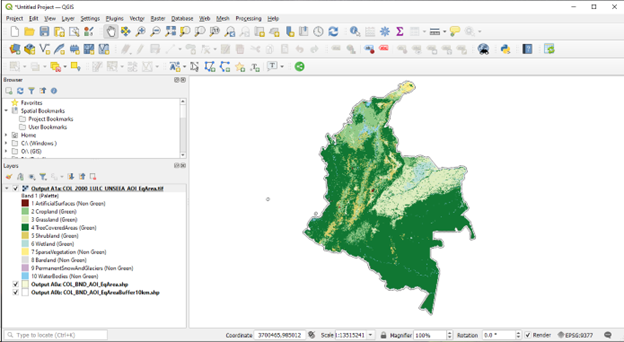 *Untitled Project — QGIS
Project Edit View Layer Settings Plugins Vector Raster Database Web Mesh Processing Help
Browser
Favorites
Spatial Bookmarks
Project Bookmarks
User Bookmarks
Home
C:\ (Windows )
O:\ (GIS)
Layers
Output A1a: COL_2000_LULC_UNSEEA_AOI_EqArea.tif
Band 1 (Palette)
1 ArtificialSurfaces (Non Green)
2 Cropland (Green)
3 Grassland (Green)
4 TreeCoveredAreas (Green)
5 Shrubland (Green)
6 Wetland (Green)
7 SparseVegetation (Non Green)
8 Bareland (Non Green)
9 PermanentSnowAndGlaciers (Non Green)
10 WaterBodies (Non Green)
Output A0a: COL_BND_AOI_EqArea.shp
Output A0b: COL_BND_AOI_EqAreaBuffer10km.shp
Type to locate (Ctrl+K)
Coordinate 3700465,985012 Scale 1:13515241 Magnifier 100% Rotation 0.0 ° Render EPSG:9377